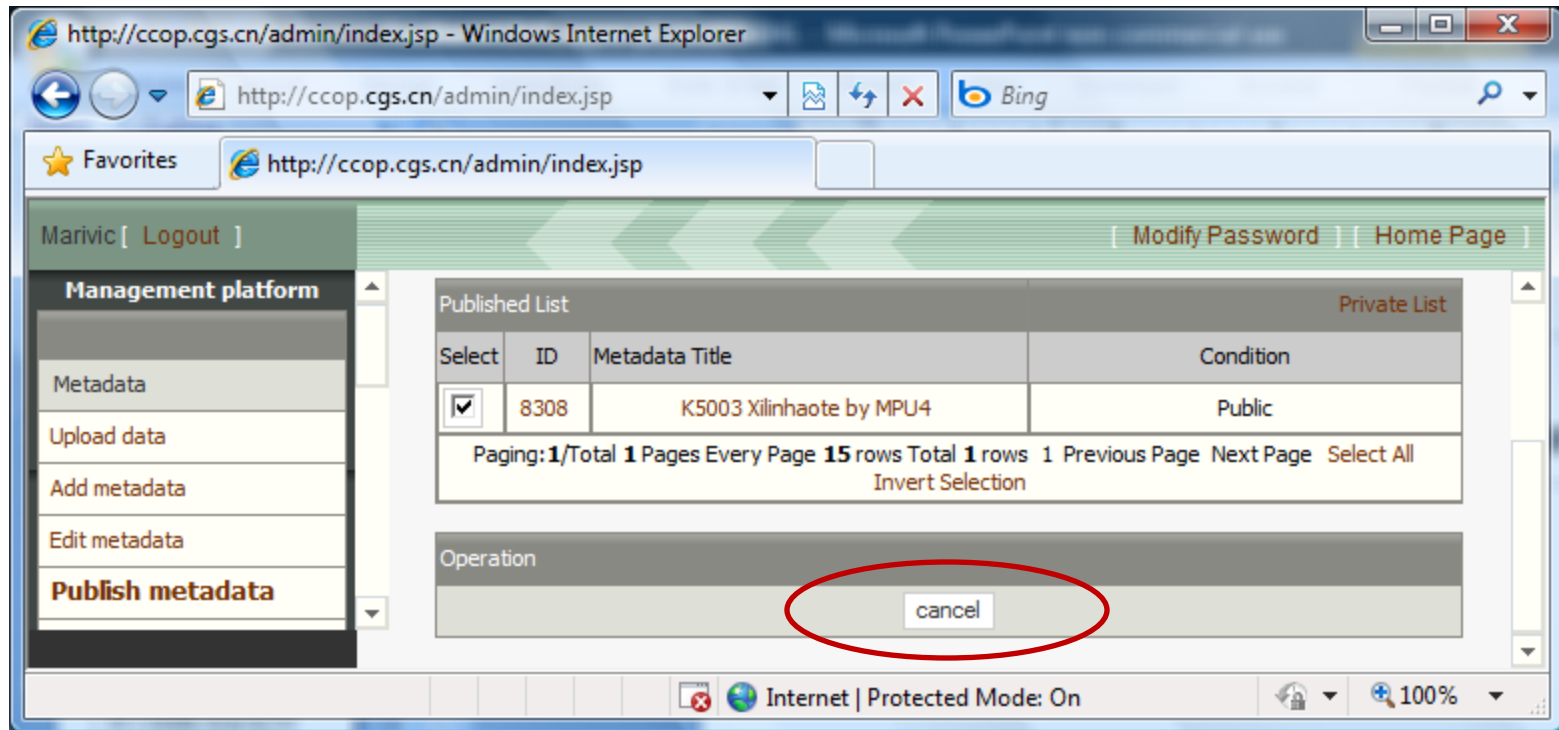 http://ccop.cgs.cn/admin/index.jsp - Windows Internet Explorer
http://ccop.cgs.cn/admin/index.jsp
Bing
Favorites
http://ccop.cgs.cn/admin/index.jsp
Marivic [ Logout ]
[ Modify Password ] [ Home Page ]
Management platform
Metadata
Upload data
Add metadata
Edit metadata
Publish metadata
Published List
Private List
Select ID Metadata Title Condition
8308 K5003 Xilinhaote by MPU4 Public
Paging:1/Total 1 Pages Every Page 15 rows Total 1 rows 1 Previous Page Next Page Select All
Invert Selection
Operation
cancel
Internet | Protected Mode: On
100%